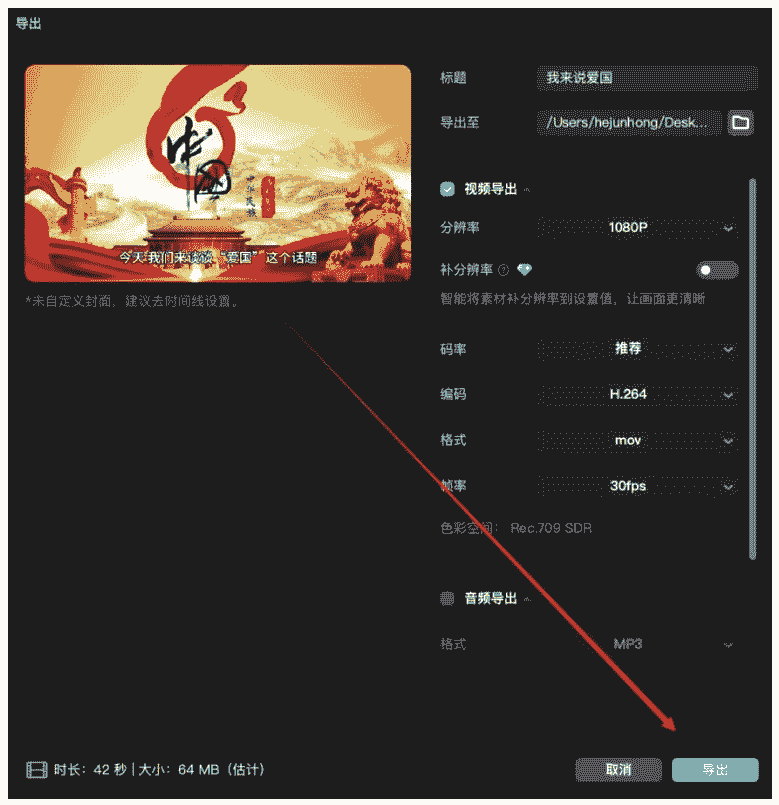 导出
标题 我来说爱国
导出至 /Users/hejunhong/Desk...
中国
中华民族
今天我们来谈谈“爱国”这个话题
*未自定义封面，建议去时间线设置。
视频导出
分辨率 1080P
补分辨率
智能将素材补分辨率到设置值，让画面更清晰
码率 推荐
编码 H.264
格式 mov
帧率 30fps
色彩空间： Rec.709 SDR
音频导出
格式 MP3
时长：42 秒 | 大小：64 MB（估计）
取消 导出